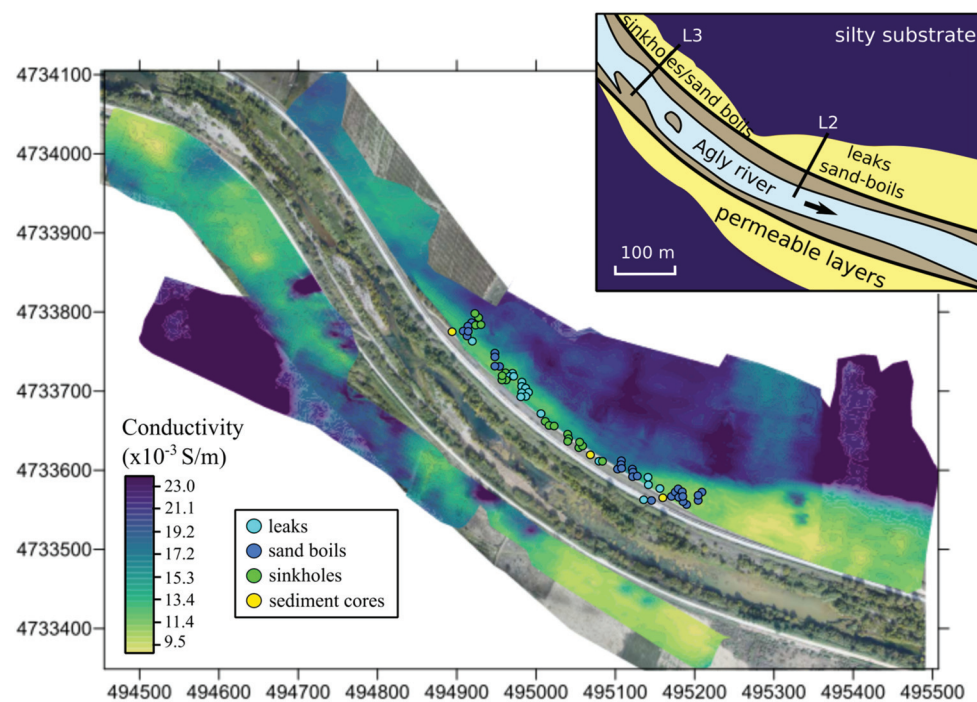 4734100
4734000
4733900
4733800
4733700
4733600
4733500
4733400
494500 494600 494700 494800 494900 495000 495100 495200 495300 495400 495500
Conductivity
(x10⁻³ S/m)
23.0
21.1
19.2
17.2
15.3
13.4
11.4
9.5
leaks
sand boils
sinkholes
sediment cores
silty substrate
L3
sinkholes/sand boils
L2
leaks
sand-boils
Agly river
permeable layers
100 m